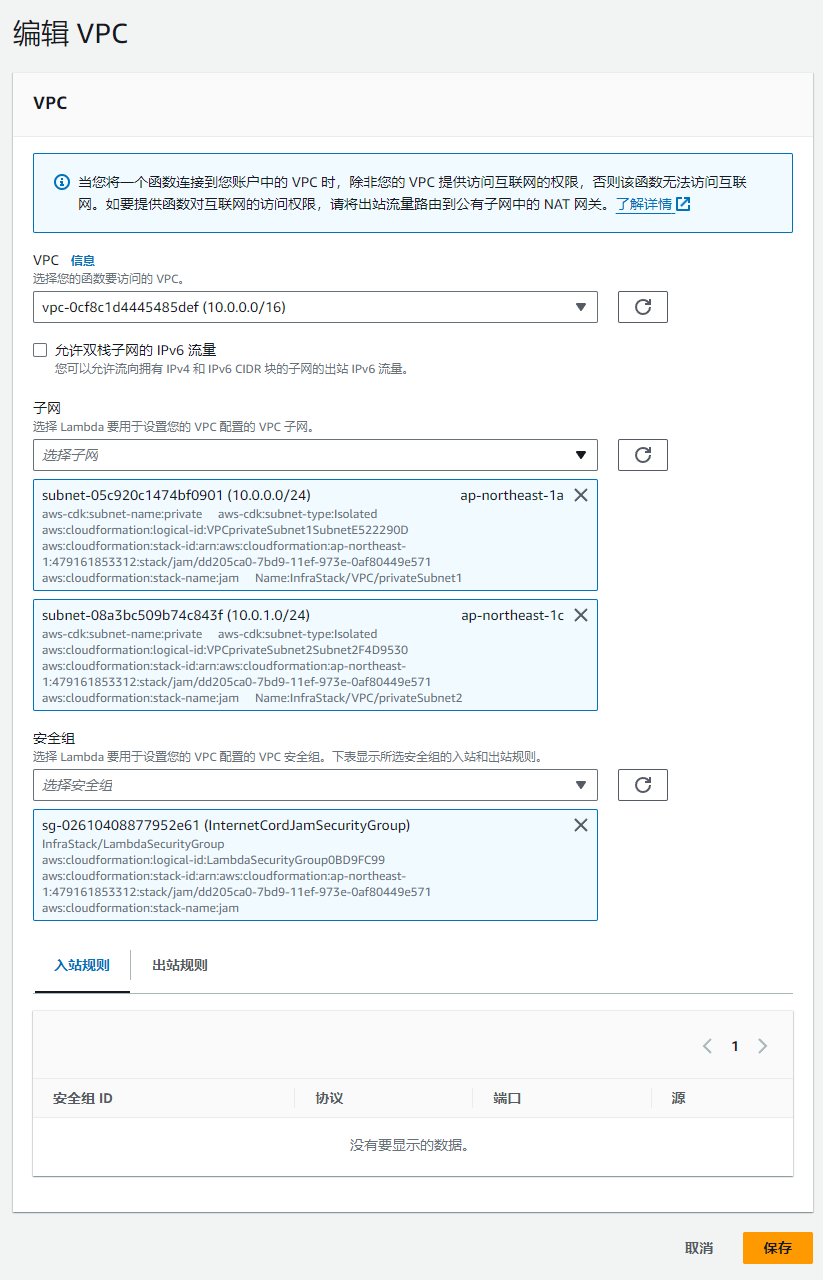 编辑 VPC
VPC
当您将一个函数连接到您账户中的 VPC 时，除非您的 VPC 提供访问互联网的权限，否则该函数无法访问互联
网。如要提供函数对互联网的访问权限，请将出站流量路由到公有子网中的 NAT 网关。了解详情
VPC 信息
选择您的函数要访问的 VPC。
vpc-0cf8c1d4445485def (10.0.0.0/16)
允许双栈子网的 IPv6 流量
您可以允许流向拥有 IPv4 和 IPv6 CIDR 块的子网的出站 IPv6 流量。
子网
选择 Lambda 要用于设置您的 VPC 配置的 VPC 子网。
选择子网
subnet-05c920c1474bf0901 (10.0.0.0/24) ap-northeast-1a
aws-cdk:subnet-name:private aws-cdk:subnet-type:Isolated
aws:cloudformation:logical-id:VPCprivateSubnet1SubnetE522290D
aws:cloudformation:stack-id:arn:aws:cloudformation:ap-northeast-
1:479161853312:stack/jam/dd205ca0-7bd9-11ef-973e-0af80449e571
aws:cloudformation:stack-name:jam Name:InfraStack/VPC/privateSubnet1
subnet-08a3bc509b74c843f (10.0.1.0/24) ap-northeast-1c
aws-cdk:subnet-name:private aws-cdk:subnet-type:Isolated
aws:cloudformation:logical-id:VPCprivateSubnet2Subnet2F4D9530
aws:cloudformation:stack-id:arn:aws:cloudformation:ap-northeast-
1:479161853312:stack/jam/dd205ca0-7bd9-11ef-973e-0af80449e571
aws:cloudformation:stack-name:jam Name:InfraStack/VPC/privateSubnet2
安全组
选择 Lambda 要用于设置您的 VPC 配置的 VPC 安全组。下表显示所选安全组的入站和出站规则。
选择安全组
sg-02610408877952e61 (InternetCordJamSecurityGroup)
InfraStack/LambdaSecurityGroup
aws:cloudformation:logical-id:LambdaSecurityGroup0BD9FC99
aws:cloudformation:stack-id:arn:aws:cloudformation:ap-northeast-
1:479161853312:stack/jam/dd205ca0-7bd9-11ef-973e-0af80449e571
aws:cloudformation:stack-name:jam
入站规则 出站规则
1
安全组 ID 协议 端口 源
没有要显示的数据。
取消 保存